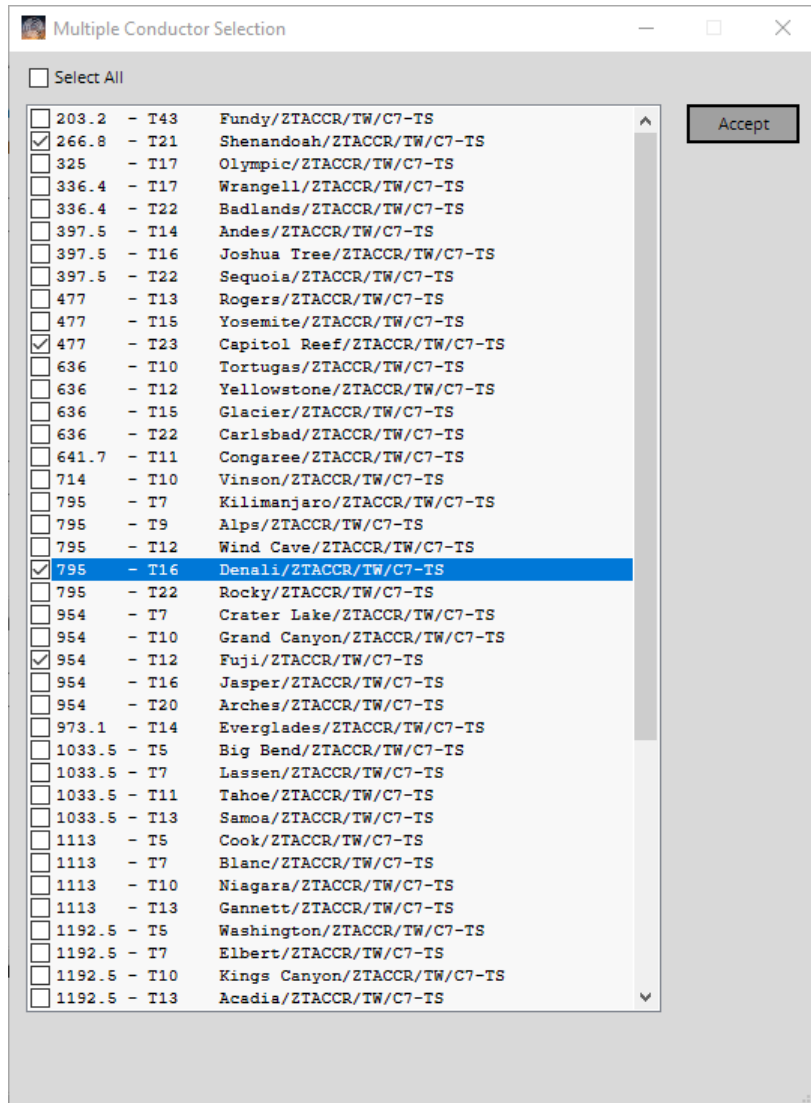 Multiple Conductor Selection
Select All
203.2 - T43 Fundy/ZTACCR/TW/C7-TS
266.8 - T21 Shenandoah/ZTACCR/TW/C7-TS
325 - T17 Olympic/ZTACCR/TW/C7-TS
336.4 - T17 Wrangell/ZTACCR/TW/C7-TS
336.4 - T22 Badlands/ZTACCR/TW/C7-TS
397.5 - T14 Andes/ZTACCR/TW/C7-TS
397.5 - T16 Joshua Tree/ZTACCR/TW/C7-TS
397.5 - T22 Sequoia/ZTACCR/TW/C7-TS
477 - T13 Rogers/ZTACCR/TW/C7-TS
477 - T15 Yosemite/ZTACCR/TW/C7-TS
477 - T23 Capitol Reef/ZTACCR/TW/C7-TS
636 - T10 Tortugas/ZTACCR/TW/C7-TS
636 - T12 Yellowstone/ZTACCR/TW/C7-TS
636 - T15 Glacier/ZTACCR/TW/C7-TS
636 - T22 Carlsbad/ZTACCR/TW/C7-TS
641.7 - T11 Congaree/ZTACCR/TW/C7-TS
714 - T10 Vinson/ZTACCR/TW/C7-TS
795 - T7 Kilimanjaro/ZTACCR/TW/C7-TS
795 - T9 Alps/ZTACCR/TW/C7-TS
795 - T12 Wind Cave/ZTACCR/TW/C7-TS
795 - T16 Denali/ZTACCR/TW/C7-TS
795 - T22 Rocky/ZTACCR/TW/C7-TS
954 - T7 Crater Lake/ZTACCR/TW/C7-TS
954 - T10 Grand Canyon/ZTACCR/TW/C7-TS
954 - T12 Fuji/ZTACCR/TW/C7-TS
954 - T16 Jasper/ZTACCR/TW/C7-TS
954 - T20 Arches/ZTACCR/TW/C7-TS
973.1 - T14 Everglades/ZTACCR/TW/C7-TS
1033.5 - T5 Big Bend/ZTACCR/TW/C7-TS
1033.5 - T7 Lassen/ZTACCR/TW/C7-TS
1033.5 - T11 Tahoe/ZTACCR/TW/C7-TS
1033.5 - T13 Samoa/ZTACCR/TW/C7-TS
1113 - T5 Cook/ZTACCR/TW/C7-TS
1113 - T7 Blanc/ZTACCR/TW/C7-TS
1113 - T10 Niagara/ZTACCR/TW/C7-TS
1113 - T13 Gannett/ZTACCR/TW/C7-TS
1192.5 - T5 Washington/ZTACCR/TW/C7-TS
1192.5 - T7 Elbert/ZTACCR/TW/C7-TS
1192.5 - T10 Kings Canyon/ZTACCR/TW/C7-TS
1192.5 - T13 Acadia/ZTACCR/TW/C7-TS
Accept